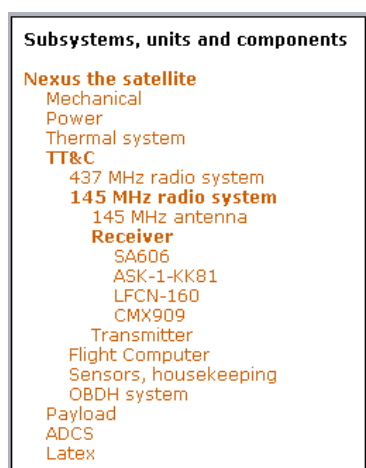 Subsystems, units and components
Nexus the satellite
Mechanical
Power
Thermal system
TT&C
437 MHz radio system
145 MHz radio system
145 MHz antenna
Receiver
SA606
ASK-1-KK81
LFCN-160
CMX909
Transmitter
Flight Computer
Sensors, housekeeping
OBDH system
Payload
ADCS
Latex